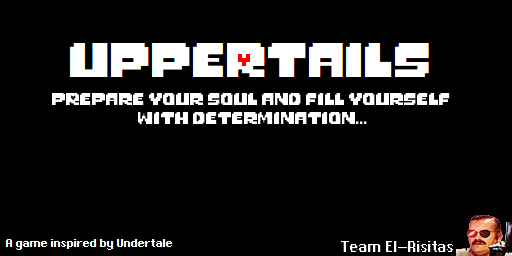 UPPERTAILS
PREPARE YOUR SOUL AND FILL YOURSELF
WITH DETERMINATION...
A game inspired by Undertale
Team El-Risitas